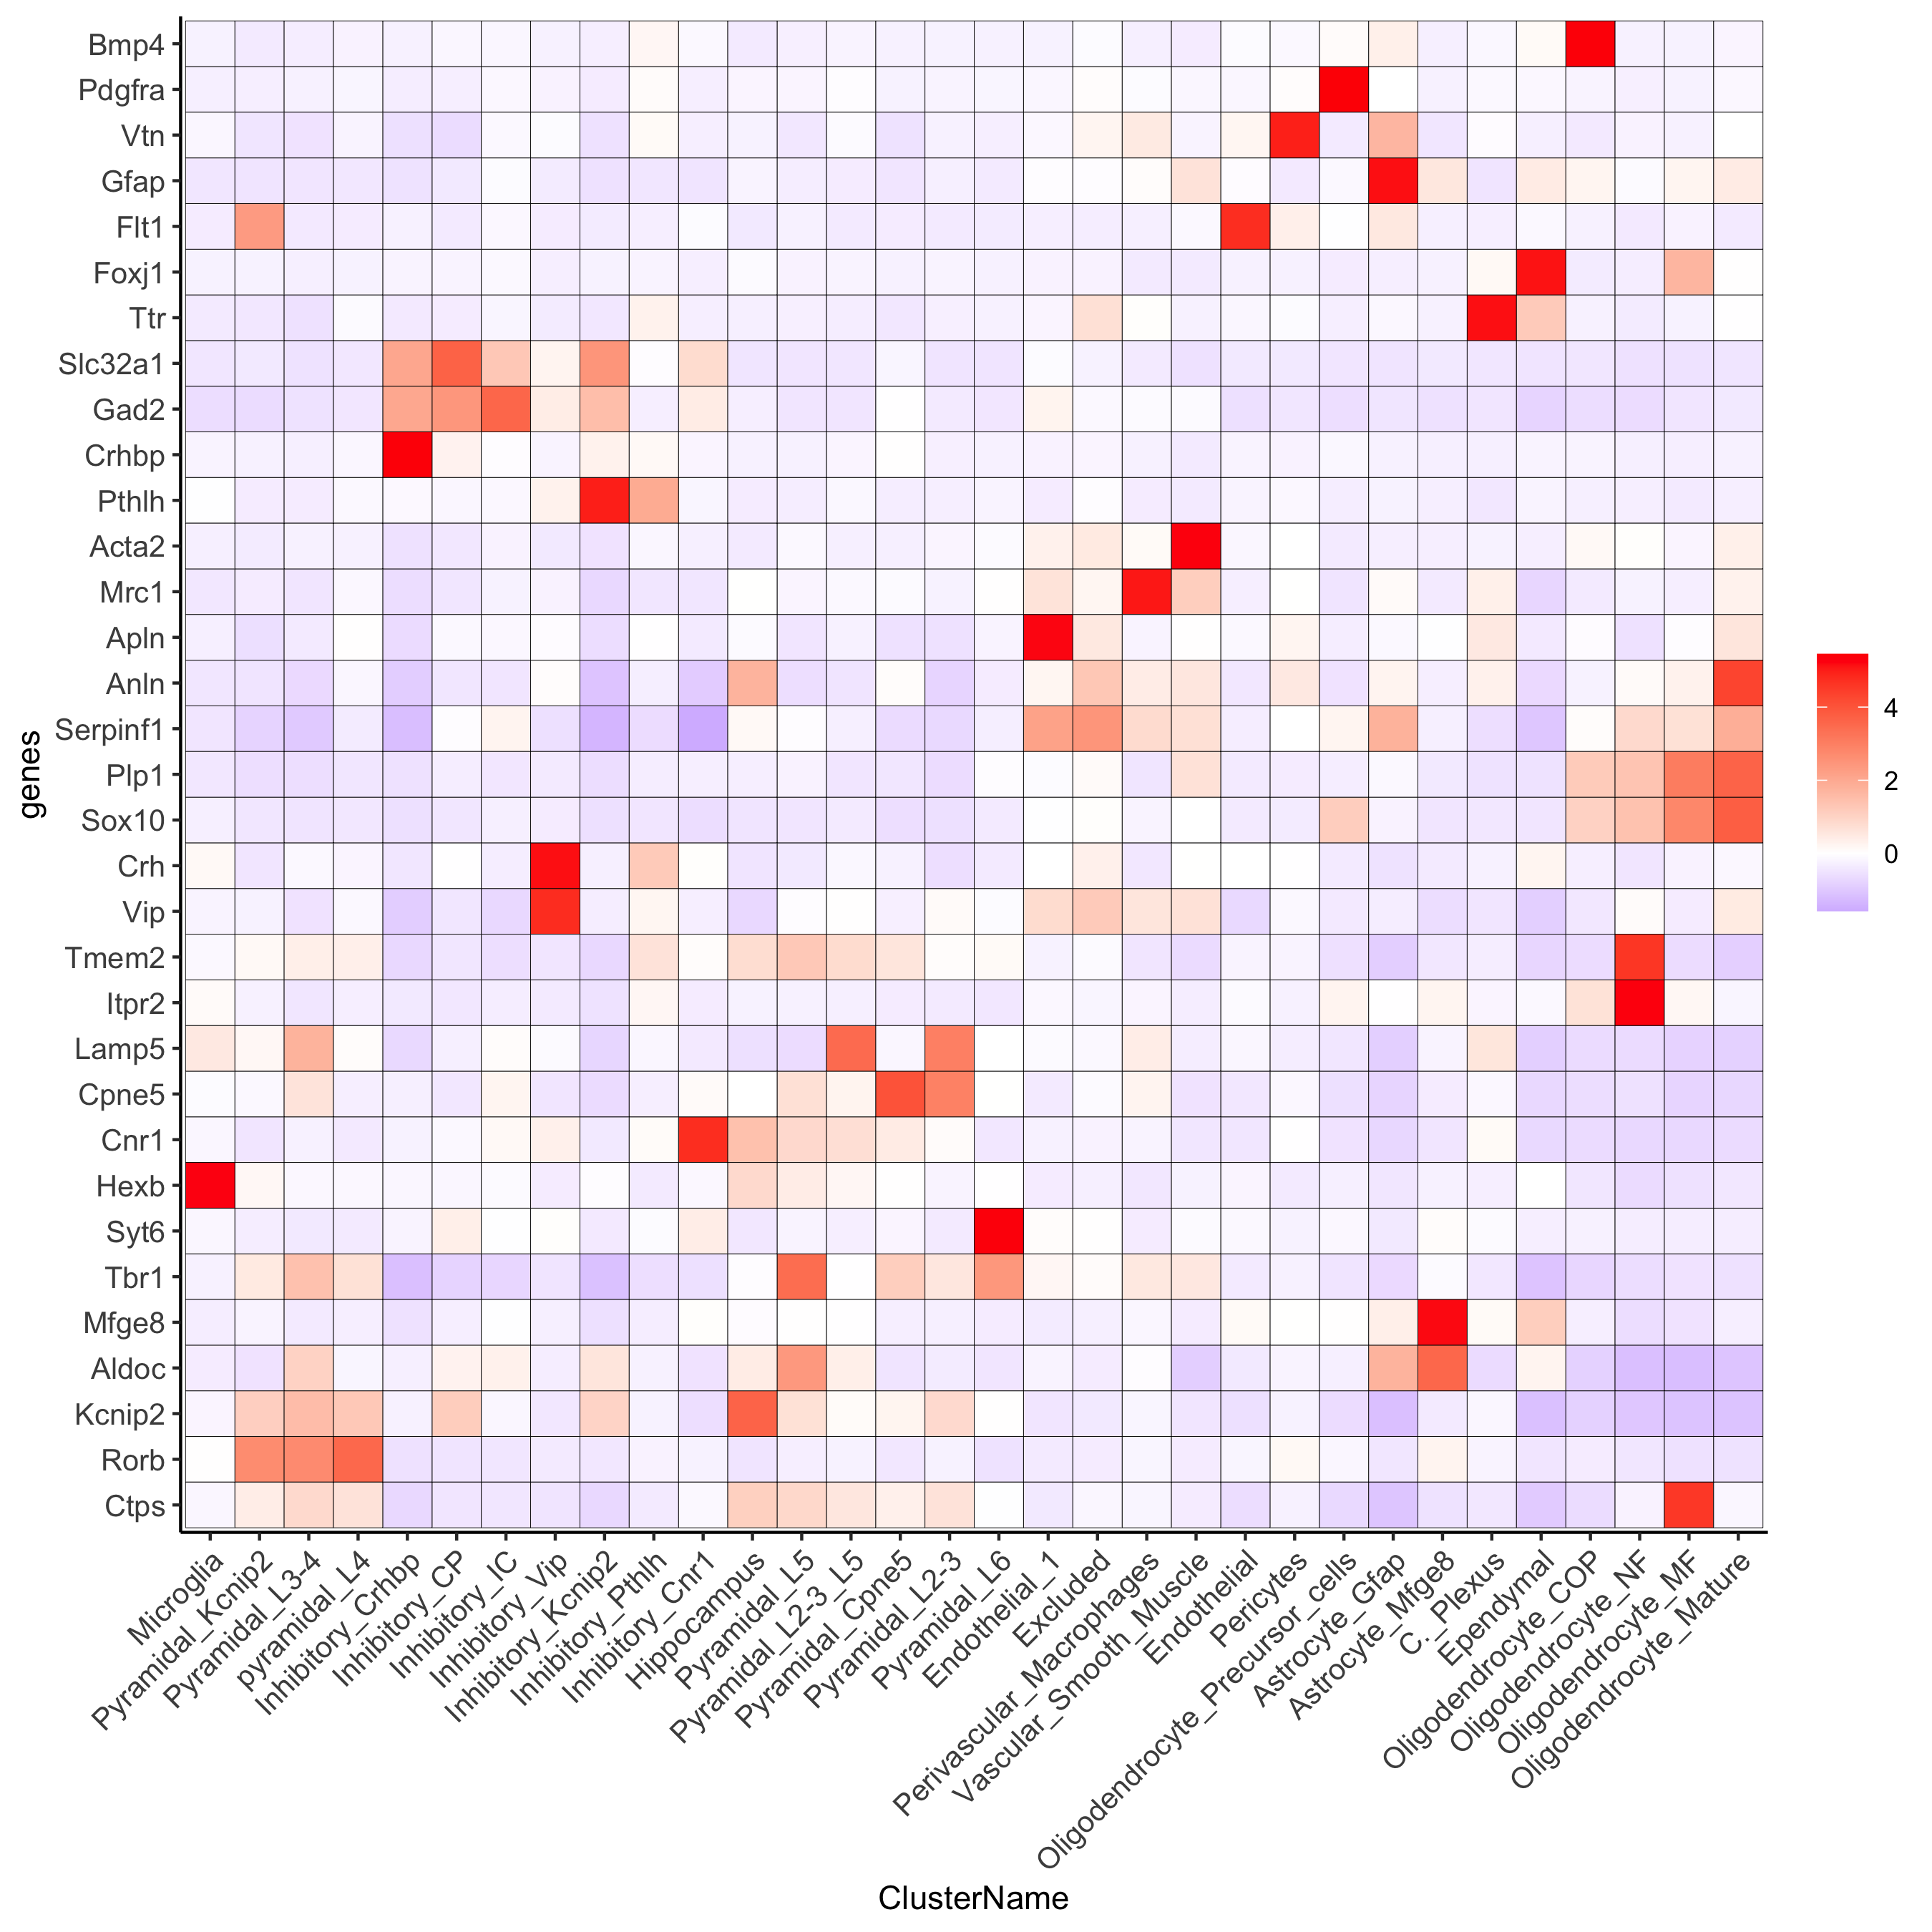 genes
Bmp4
Pdgfra
Vtn
Gfap
Flt1
Foxj1
Ttr
Slc32a1
Gad2
Crhbp
Pthlh
Acta2
Mrc1
Apln
Anln
Serpinf1
Plp1
Sox10
Crh
Vip
Tmem2
Itpr2
Lamp5
Cpne5
Cnr1
Hexb
Syt6
Tbr1
Mfge8
Aldoc
Kcnip2
Rorb
Ctps
Microglia
Pyramidal_Kcnip2
Pyramidal_L3-4
pyramidal_L4
Inhibitory_Crhbp
Inhibitory_CP
Inhibitory_IC
Inhibitory_Vip
Inhibitory_Kcnip2
Inhibitory_Pthlh
Inhibitory_Cnr1
Hippocampus
Pyramidal_L5
Pyramidal_L2-3_L5
Pyramidal_Cpne5
Pyramidal_L2-3
Pyramidal_L6
Endothelial_1
Excluded
Perivascular_Macrophages
Vascular_Smooth_Muscle
Endothelial
Pericytes
Oligodendrocyte_Precursor_cells
Astrocyte_Gfap
Astrocyte_Mfge8
C._Plexus
Ependymal
Oligodendrocyte_COP
Oligodendrocyte_NF
Oligodendrocyte_MF
Oligodendrocyte_Mature
ClusterName
4
2
0